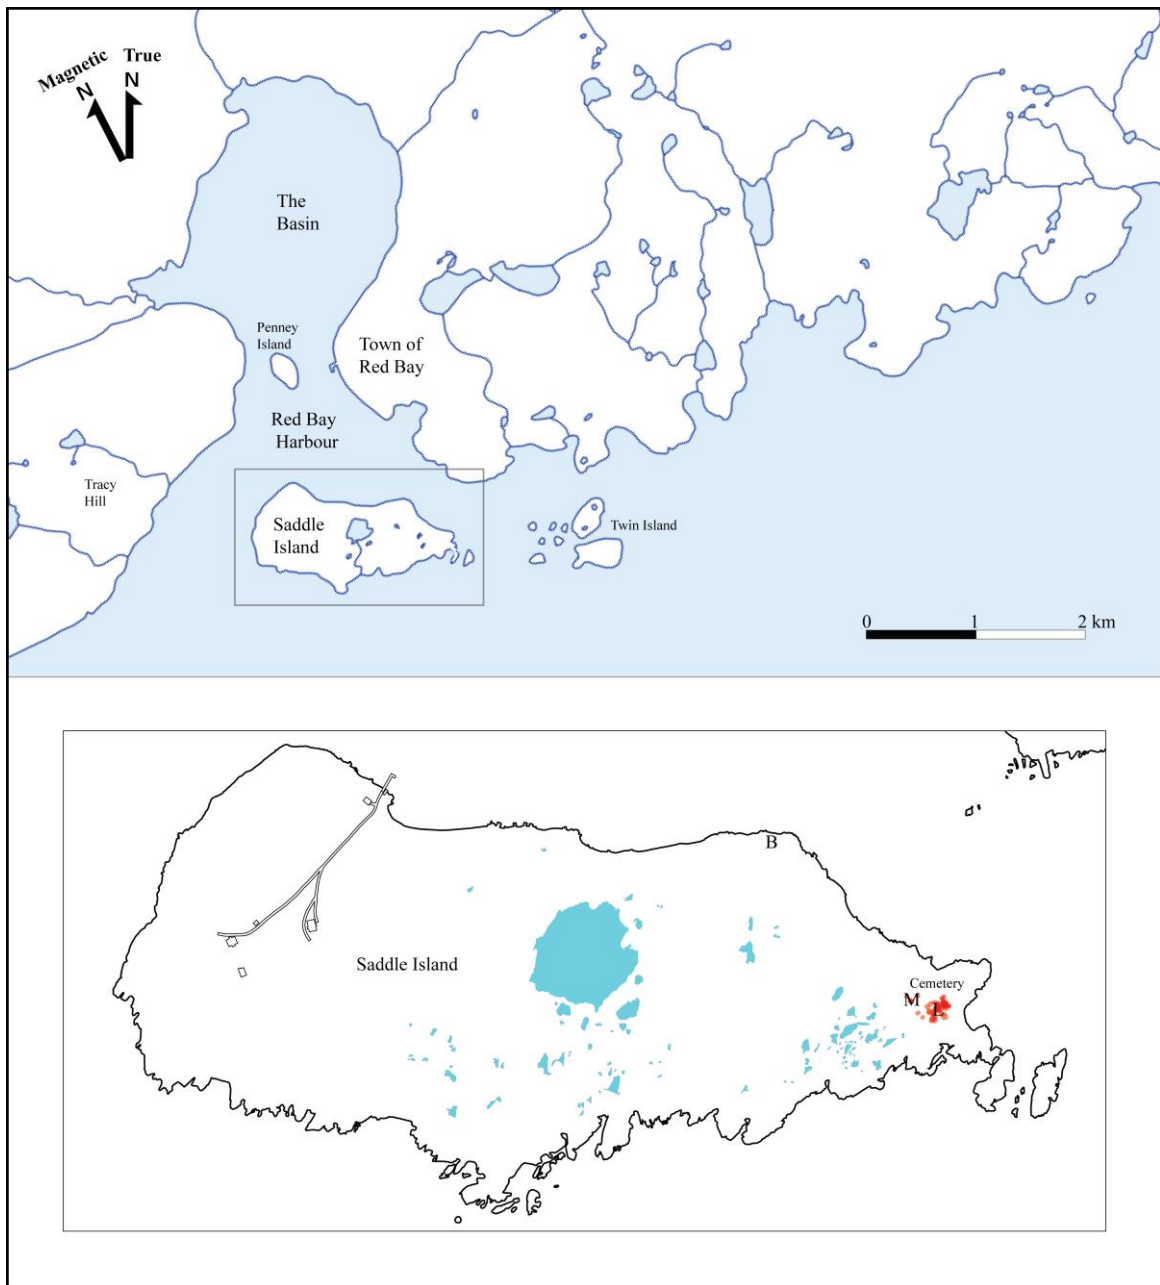 Magnetic
True
N
N
The
Basin
Penney
Island
Town of
Red Bay
Red Bay
Harbour
Tracy
Hill
Saddle
Island
Twin Island
0 1 2 km
B
Saddle Island
Cemetery
M
L